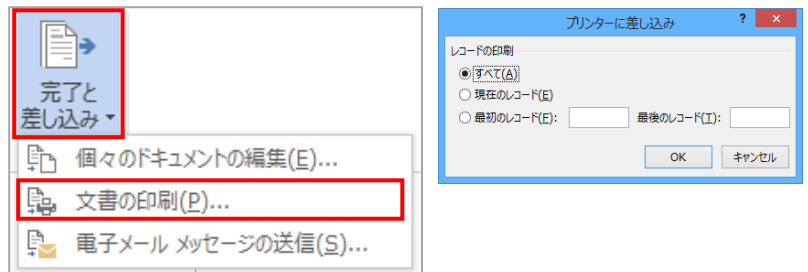 完了と
差し込み
個々のドキュメントの編集(E)...
文書の印刷(P)...
電子メール メッセージの送信(S)...
プリンターに差し込み
? ×
レコードの印刷
すべて(A)
現在のレコード(E)
最初のレコード(F): 最後のレコード(T):
OK キャンセル